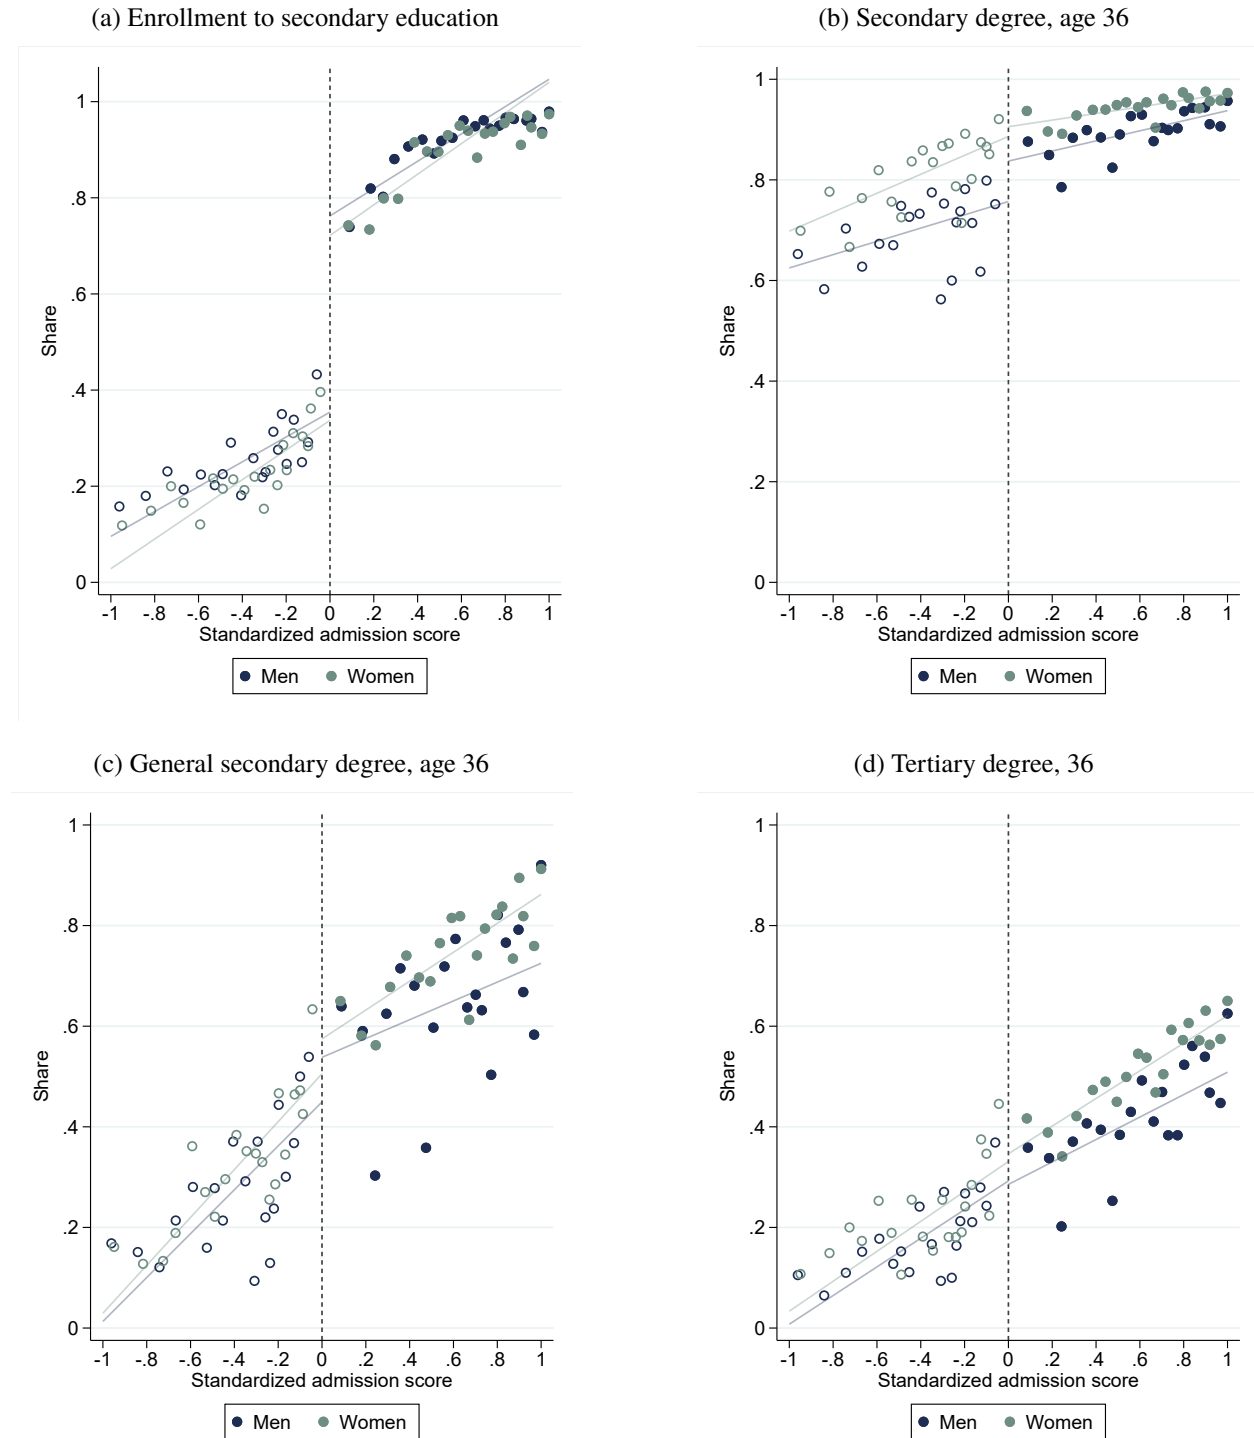 (a) Enrollment to secondary education
1
.8
.6
.4
.2
0
Share
-1 -.8 -.6 -.4 -.2 0 .2 .4 .6 .8 1
Standardized admission score
Men Women
(b) Secondary degree, age 36
1
.8
.6
.4
.2
0
Share
-1 -.8 -.6 -.4 -.2 0 .2 .4 .6 .8 1
Standardized admission score
Men Women
(c) General secondary degree, age 36
1
.8
.6
.4
.2
0
Share
-1 -.8 -.6 -.4 -.2 0 .2 .4 .6 .8 1
Standardized admission score
Men Women
(d) Tertiary degree, 36
1
.8
.6
.4
.2
0
Share
-1 -.8 -.6 -.4 -.2 0 .2 .4 .6 .8 1
Standardized admission score
Men Women